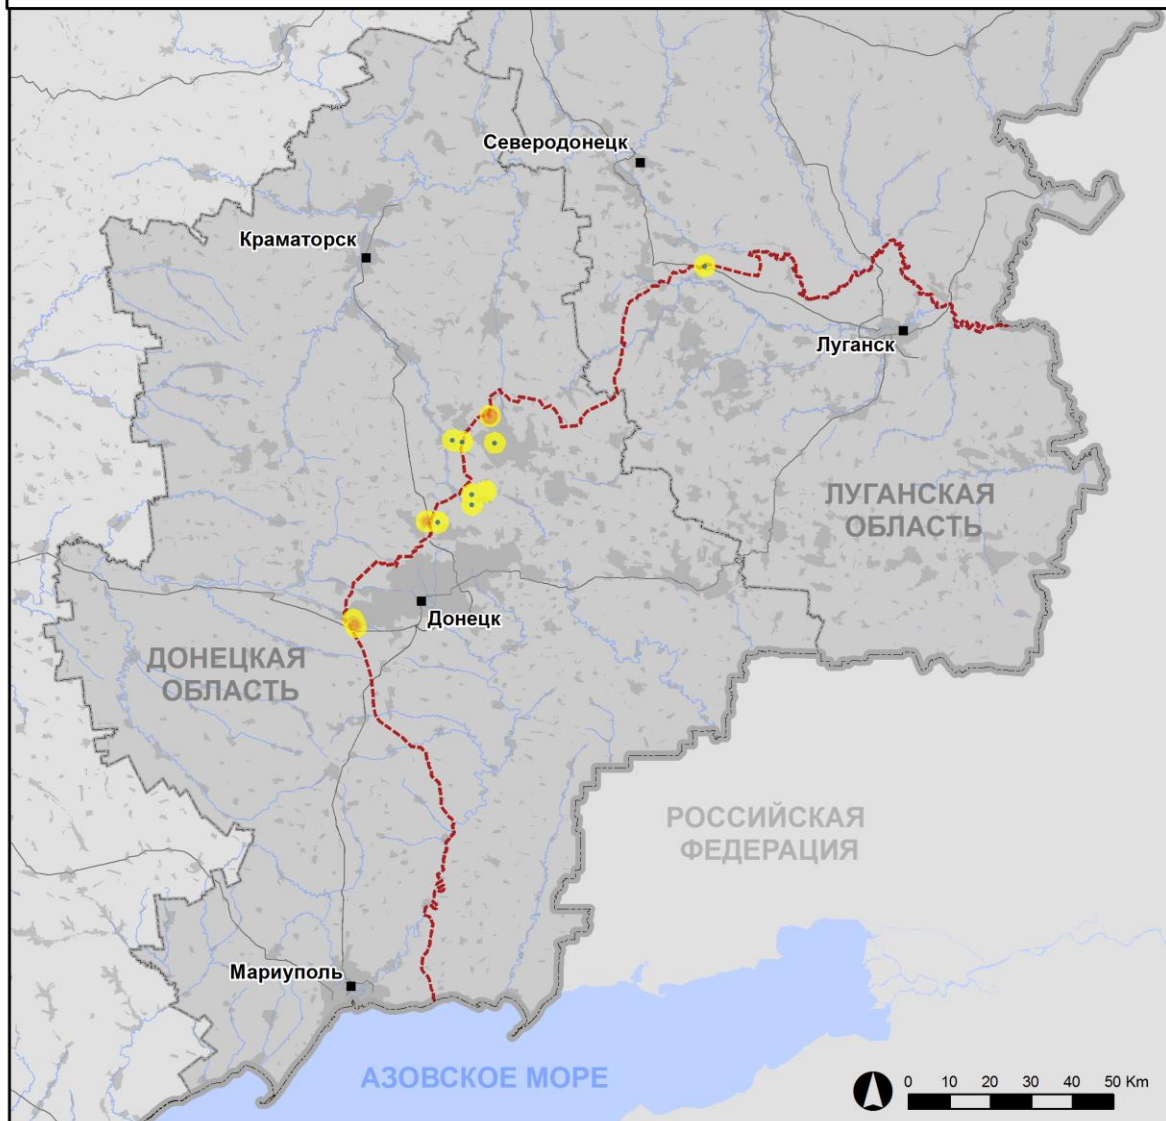 Северодонецк
Краматорск
Луганск
ЛУГАНСКАЯ
ОБЛАСТЬ
Донецк
ДОНЕЦКАЯ
ОБЛАСТЬ
РОССИЙСКАЯ
ФЕДЕРАЦИЯ
Мариуполь
АЗОВСКОЕ МОРЕ
0 10 20 30 40 50 Km